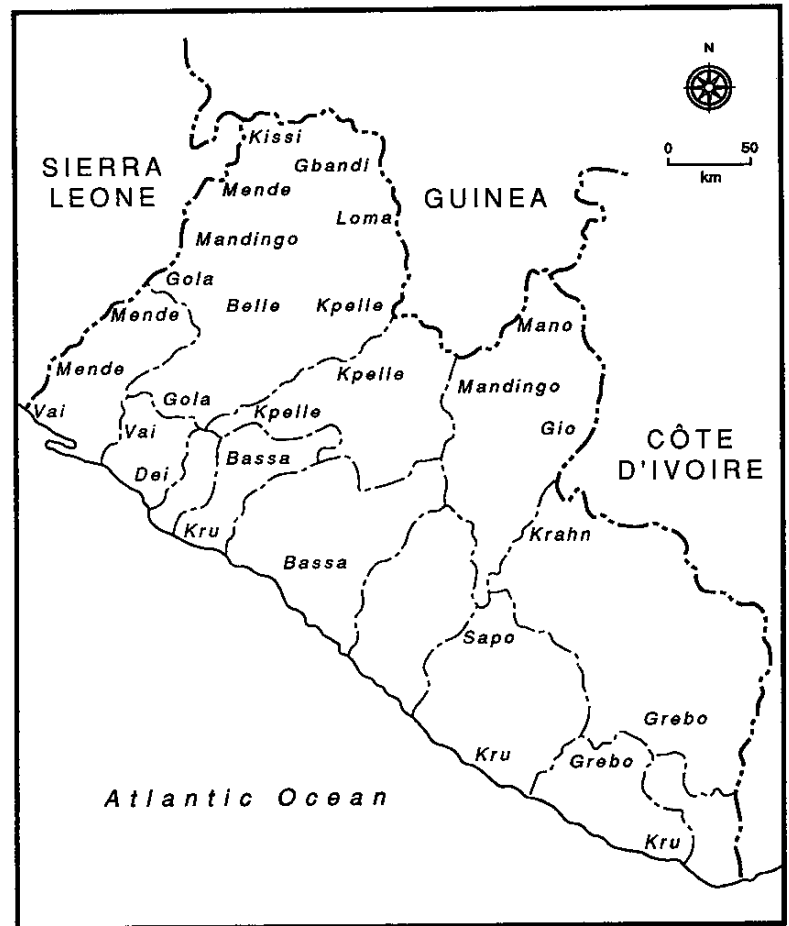 N
0 50
km
SIERRA
LEONE
GUINEA
CÔTE
D'IVOIRE
Kissi
Gbandi
Mende
Loma
Mandingo
Gola
Mende
Belle
Kpelle
Mano
Mende
Kpelle
Mandingo
Vai
Gola
Kpelle
Vai
Gio
Dei
Bassa
Kru
Krahn
Bassa
Sapo
Grebo
Kru
Grebo
Atlantic Ocean
Kru